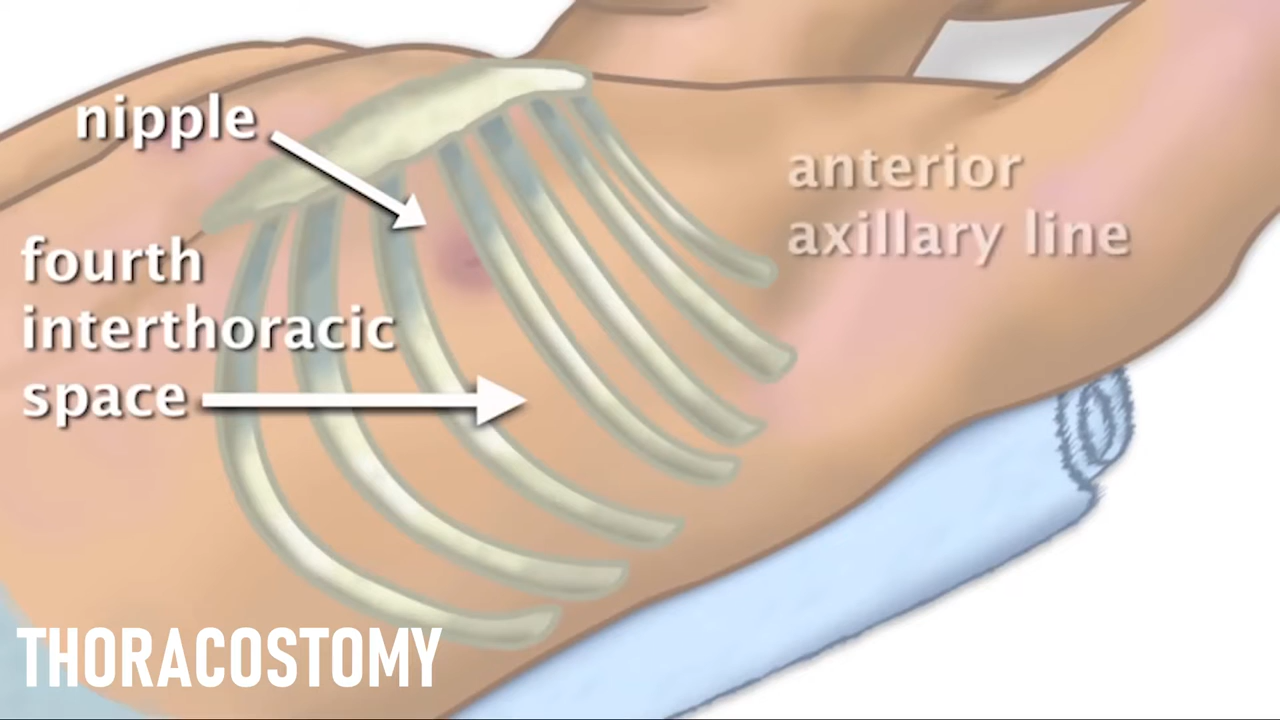 nipple
anterior
axillary line
fourth
interthoracic
space
THORACOSTOMY